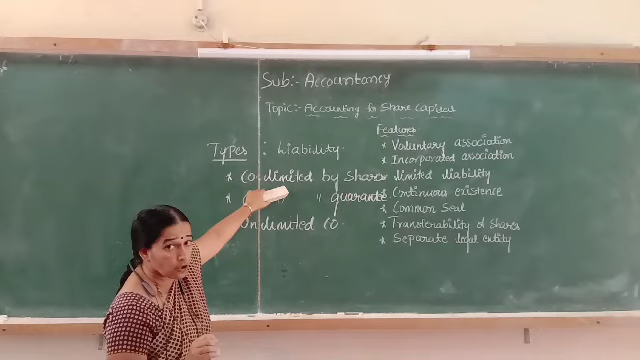 Sub:- Accountancy
Topic:- Accounting for Share Capital
Types : Liability.
* Co. limited by shares
* " " guarante
Unlimited Co.
Features
* Voluntary association
* Incorporated association
* limited liability
* Continuous existence
* Common Seal
* Transferability of Shares
* Separate legal entity